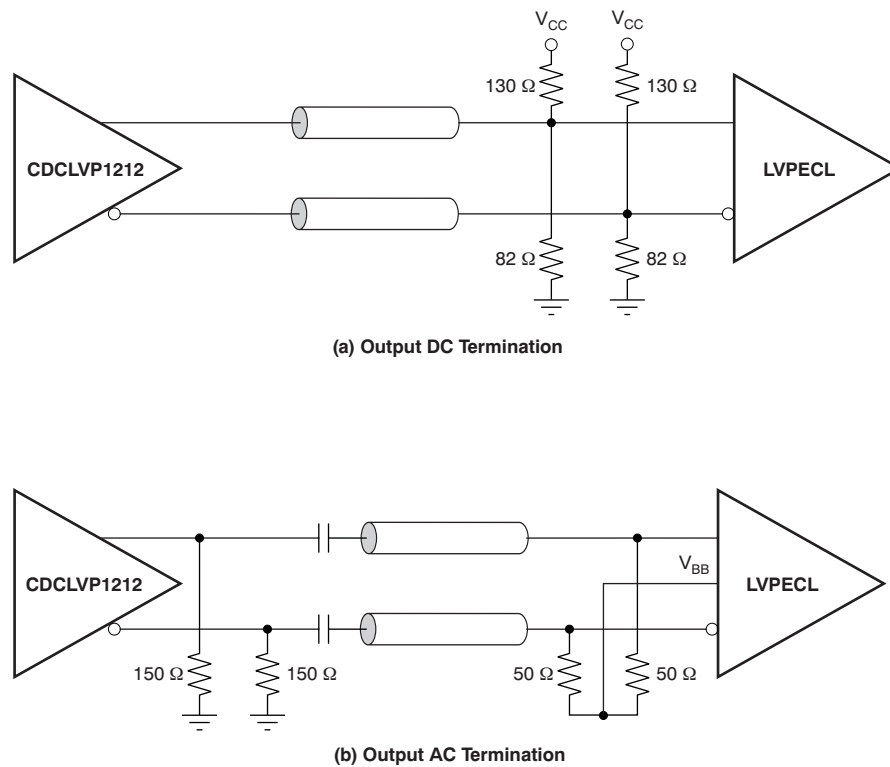 V_CC V_CC
130 Ω 130 Ω
CDCLVP1212 LVPECL
82 Ω 82 Ω
(a) Output DC Termination
V_BB
CDCLVP1212 LVPECL
150 Ω 150 Ω 50 Ω 50 Ω
(b) Output AC Termination